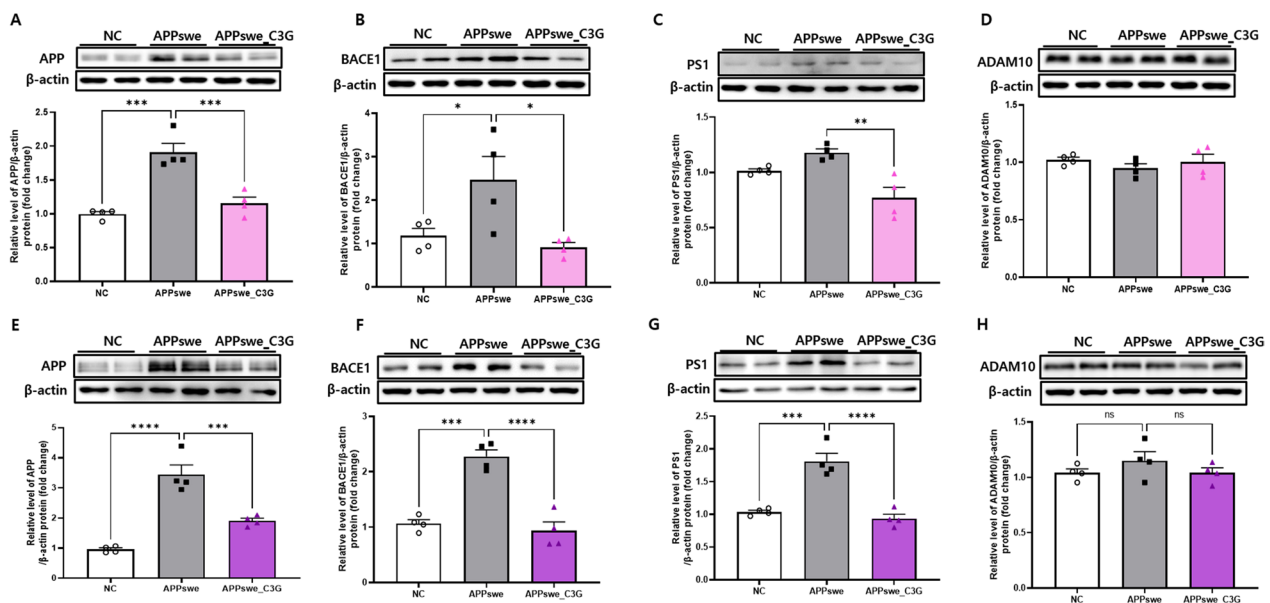 A
NC APPswe APPswe_C3G
APP
β-actin
*** ***
Relative level of APP/β-actin
protein (fold change)
2.5
2.0
1.5
1.0
0.5
0.0
NC APPswe APPswe_C3G
B
NC APPswe APPswe_C3G
BACE1
β-actin
* *
Relative level of BACE1/β-actin
protein (fold change)
4
3
2
1
0
NC APPswe APPswe_C3G
C
NC APPswe APPswe_C3G
PS1
β-actin
**
Relative level of PS1/β-actin
protein (fold change)
1.5
1.0
0.5
0.0
NC APPswe APPswe_C3G
D
NC APPswe APPswe_C3G
ADAM10
β-actin
Relative level of ADAM10/β-actin
protein (fold change)
1.5
1.0
0.5
0.0
NC APPswe APPswe_C3G
E
NC APPswe APPswe_C3G
APP
β-actin
**** ***
Relative level of APP
/β-actin protein (fold change)
5
4
3
2
1
0
NC APPswe APPswe_C3G
F
NC APPswe APPswe_C3G
BACE1
β-actin
*** ****
Relative level of BACE1/β-actin
protein (fold change)
3
2
1
0
NC APPswe APPswe_C3G
G
NC APPswe APPswe_C3G
PS1
β-actin
*** ****
Relative level of PS1
/β-actin protein (fold change)
2.5
2.0
1.5
1.0
0.5
0.0
NC APPswe APPswe_C3G
H
NC APPswe APPswe_C3G
ADAM10
β-actin
ns ns
Relative level of ADAM10/β-actin
protein (fold change)
1.5
1.0
0.5
0.0
NC APPswe APPswe C3G